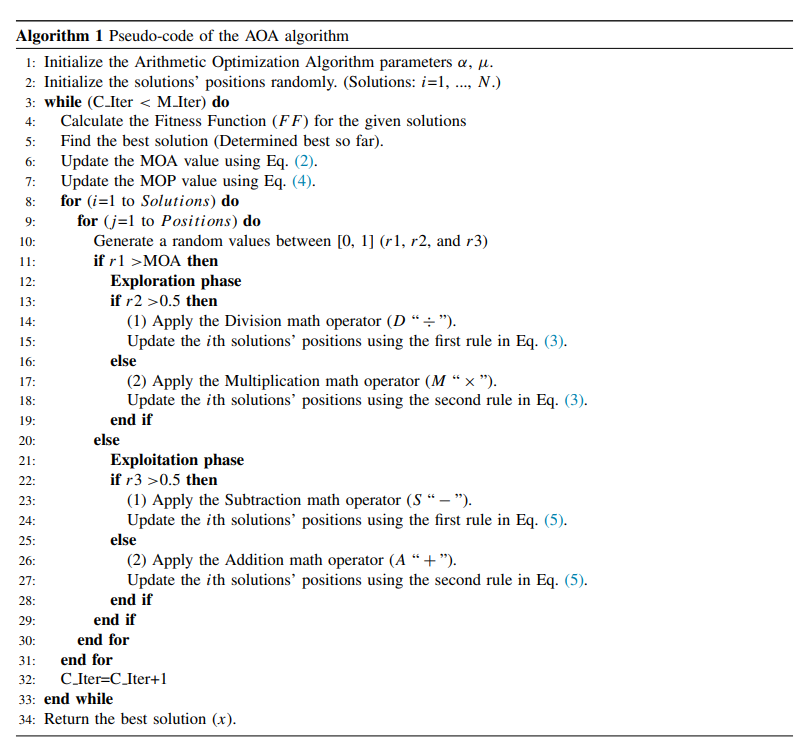 Algorithm 1 Pseudo-code of the AOA algorithm
1: Initialize the Arithmetic Optimization Algorithm parameters α, μ.
2: Initialize the solutions' positions randomly. (Solutions: i=1, ..., N.)
3: while (C_Iter < M_Iter) do
4: Calculate the Fitness Function (FF) for the given solutions
5: Find the best solution (Determined best so far).
6: Update the MOA value using Eq. (2).
7: Update the MOP value using Eq. (4).
8: for (i=1 to Solutions) do
9: for (j=1 to Positions) do
10: Generate a random values between [0, 1] (r1, r2, and r3)
11: if r1 >MOA then
12: Exploration phase
13: if r2 >0.5 then
14: (1) Apply the Division math operator (D “ ÷ ”).
15: Update the ith solutions' positions using the first rule in Eq. (3).
16: else
17: (2) Apply the Multiplication math operator (M “ × ”).
18: Update the ith solutions' positions using the second rule in Eq. (3).
19: end if
20: else
21: Exploitation phase
22: if r3 >0.5 then
23: (1) Apply the Subtraction math operator (S “ − ”).
24: Update the ith solutions' positions using the first rule in Eq. (5).
25: else
26: (2) Apply the Addition math operator (A “ + ”).
27: Update the ith solutions' positions using the second rule in Eq. (5).
28: end if
29: end if
30: end for
31: end for
32: C_Iter=C_Iter+1
33: end while
34: Return the best solution (x).